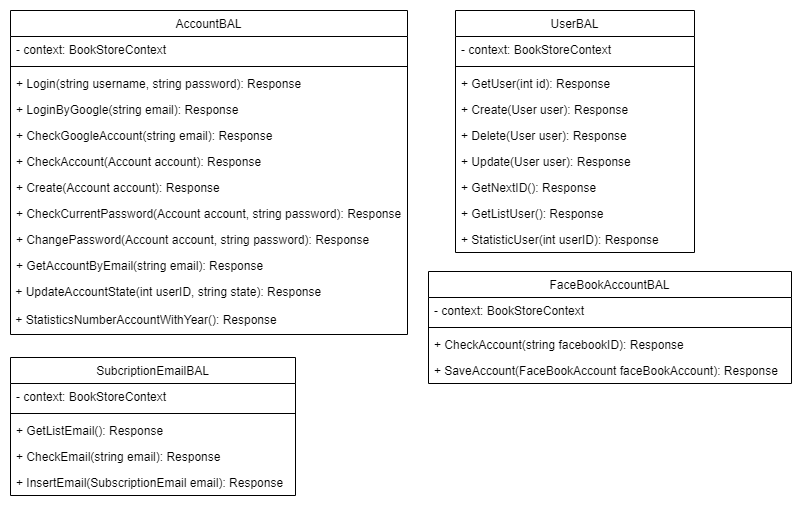 AccountBAL
- context: BookStoreContext
+ Login(string username, string password): Response
+ LoginByGoogle(string email): Response
+ CheckGoogleAccount(string email): Response
+ CheckAccount(Account account): Response
+ Create(Account account): Response
+ CheckCurrentPassword(Account account, string password): Response
+ ChangePassword(Account account, string password): Response
+ GetAccountByEmail(string email): Response
+ UpdateAccountState(int userID, string state): Response
+ StatisticsNumberAccountWithYear(): Response
UserBAL
- context: BookStoreContext
+ GetUser(int id): Response
+ Create(User user): Response
+ Delete(User user): Response
+ Update(User user): Response
+ GetNextID(): Response
+ GetListUser(): Response
+ StatisticUser(int userID): Response
FaceBookAccountBAL
- context: BookStoreContext
+ CheckAccount(string facebookID): Response
+ SaveAccount(FaceBookAccount faceBookAccount): Response
SubcriptionEmailBAL
- context: BookStoreContext
+ GetListEmail(): Response
+ CheckEmail(string email): Response
+ InsertEmail(SubscriptionEmail email): Response